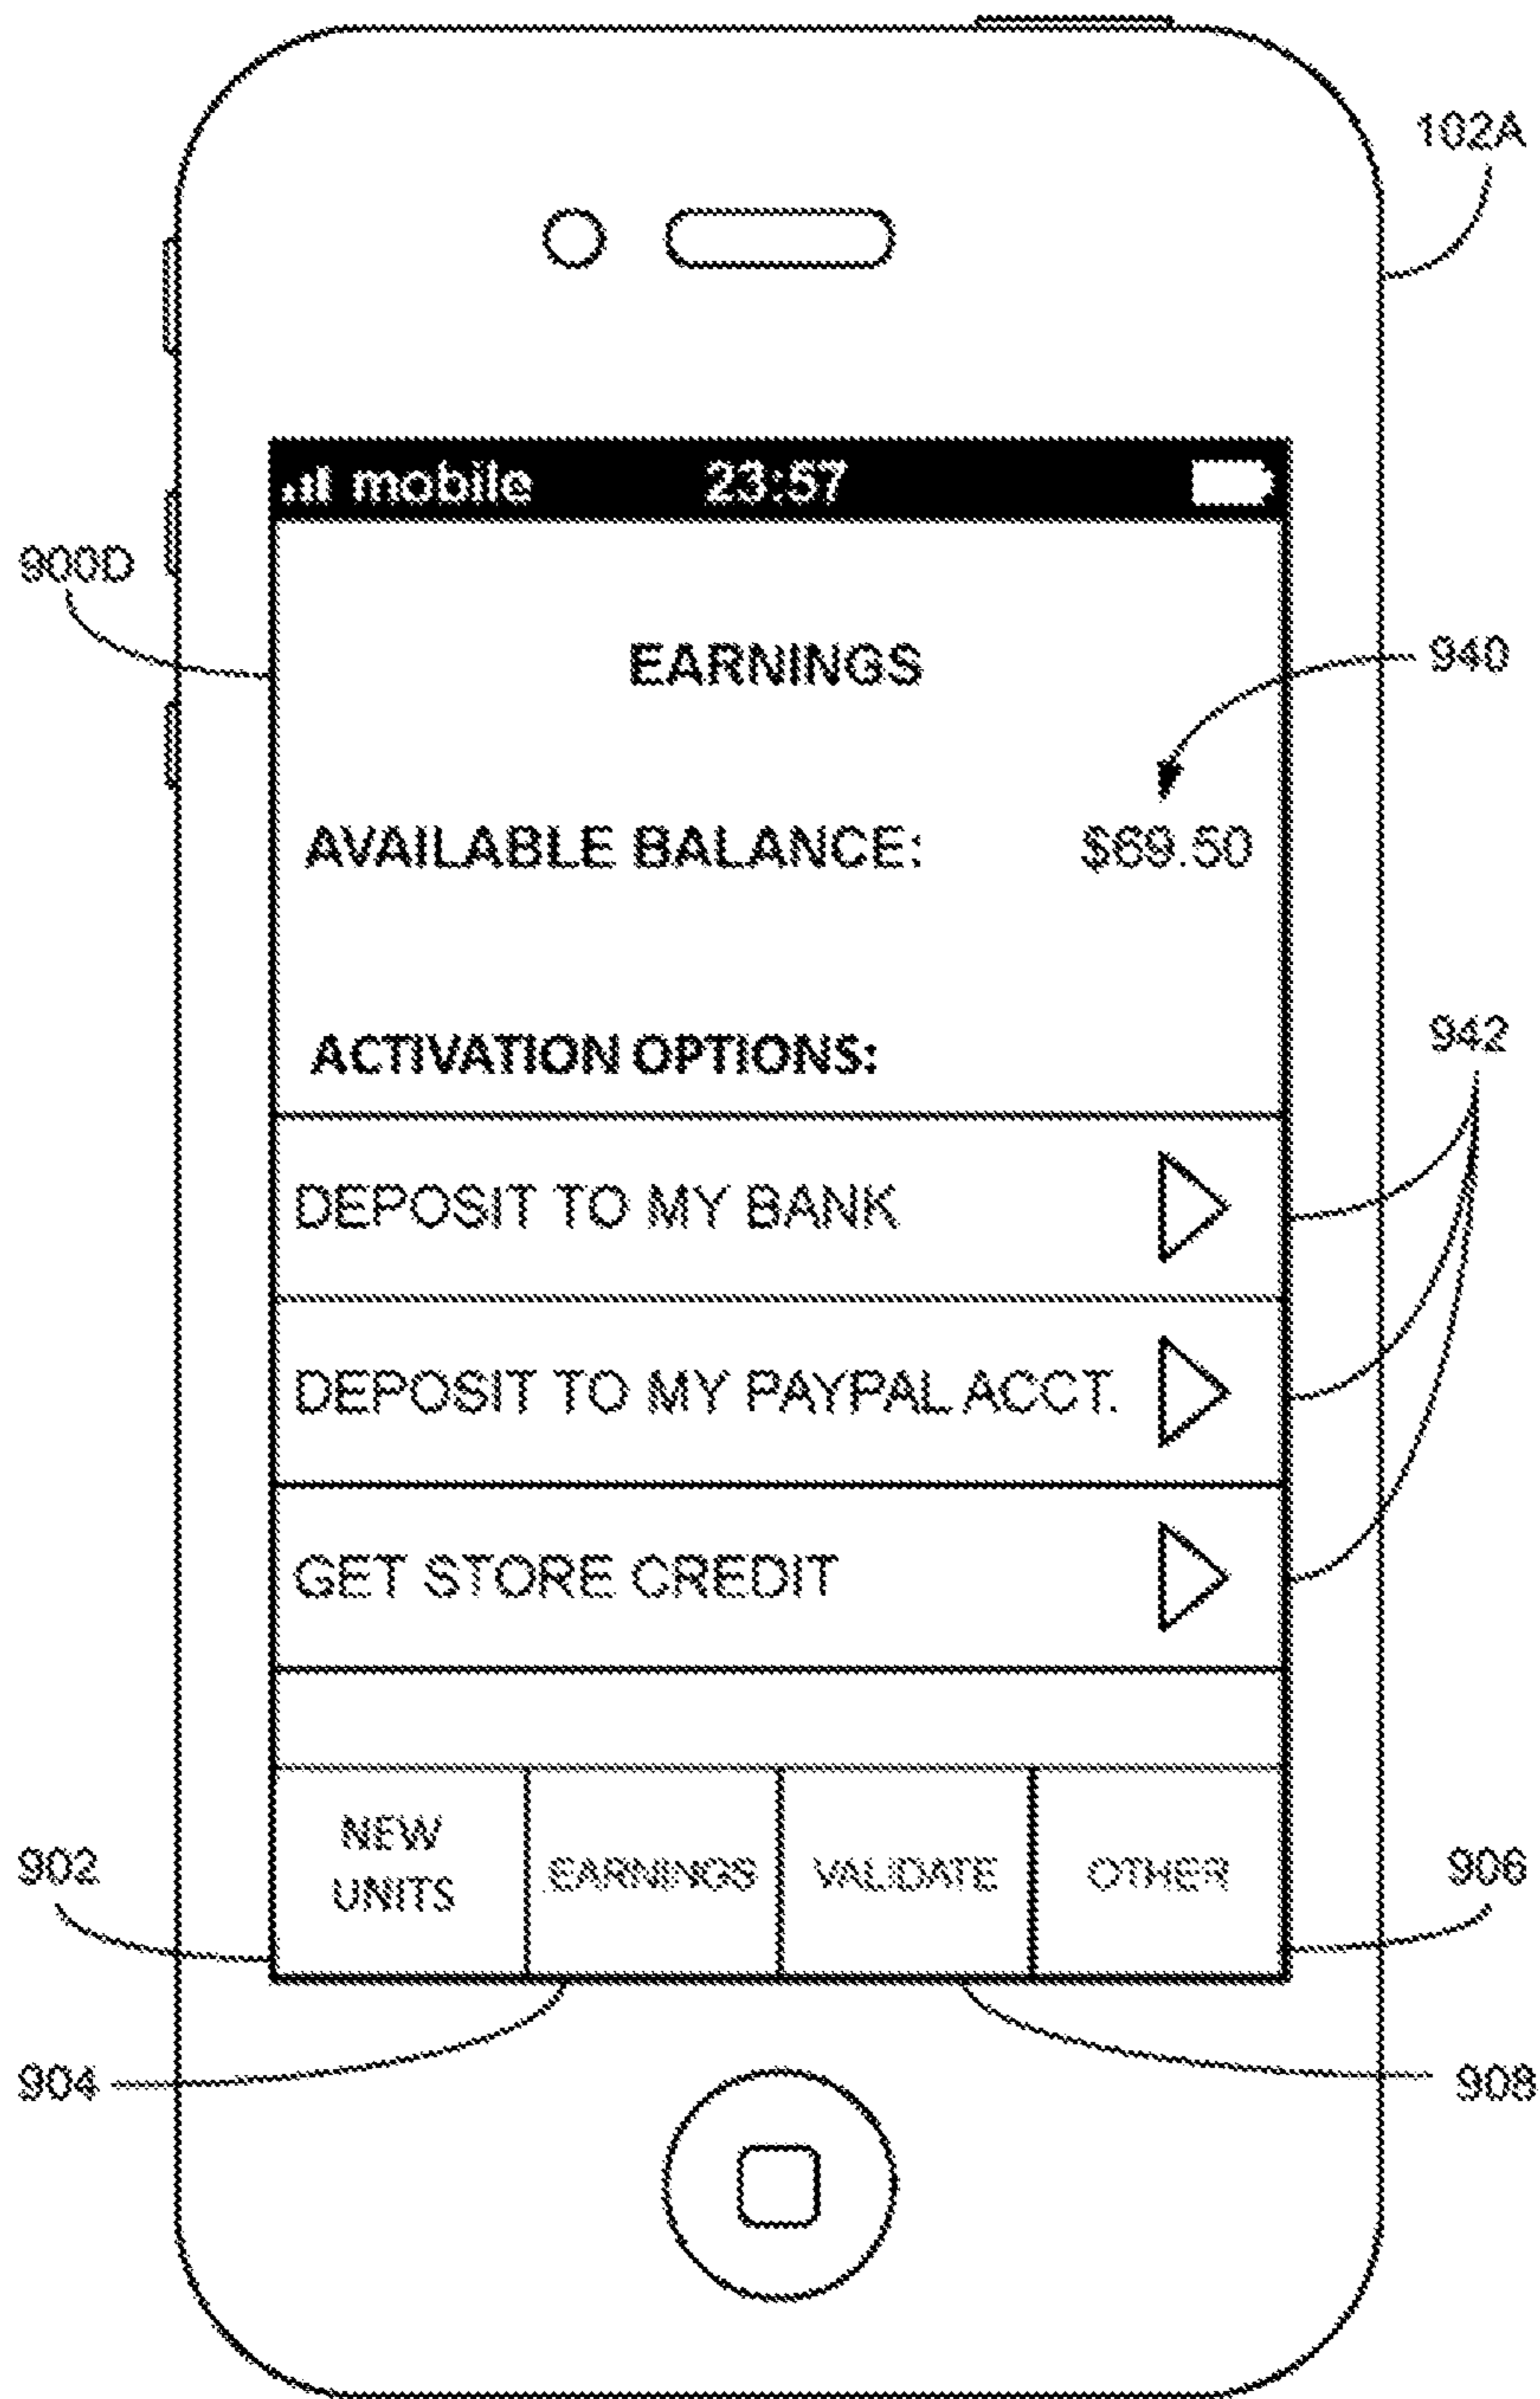 102A
mobile 23:57
900D
EARNINGS
940
AVAILABLE BALANCE: $69.50
942
ACTIVATION OPTIONS:
DEPOSIT TO MY BANK
DEPOSIT TO MY PAYPAL ACCT.
GET STORE CREDIT
NEW
UNITS
EARNINGS
VALIDATE
OTHER
902
906
904
908